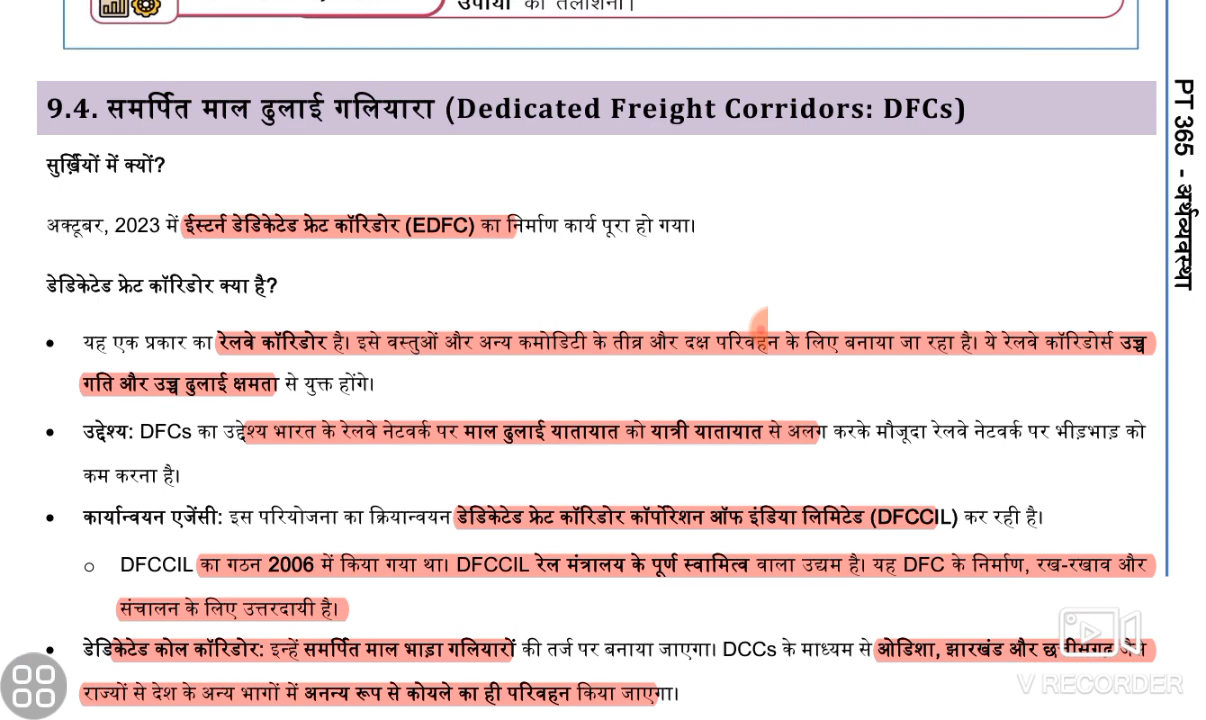 उपायों को तलाशना।
9.4. समर्पित माल ढुलाई गलियारा (Dedicated Freight Corridors: DFCs)
सुर्ख़ियों में क्यों?
अक्टूबर, 2023 में ईस्टर्न डेडिकेटेड फ्रेट कॉरिडोर (EDFC) का निर्माण कार्य पूरा हो गया।
डेडिकेटेड फ्रेट कॉरिडोर क्या है?
• यह एक प्रकार का रेलवे कॉरिडोर है। इसे वस्तुओं और अन्य कमोडिटी के तीव्र और दक्ष परिवहन के लिए बनाया जा रहा है। ये रेलवे कॉरिडोर्स उच्च
गति और उच्च ढुलाई क्षमता से युक्त होंगे।
• उद्देश्य: DFCs का उद्देश्य भारत के रेलवे नेटवर्क पर माल ढुलाई यातायात को यात्री यातायात से अलग करके मौजूदा रेलवे नेटवर्क पर भीड़भाड़ को
कम करना है।
• कार्यान्वयन एजेंसी: इस परियोजना का क्रियान्वयन डेडिकेटेड फ्रेट कॉरिडोर कॉर्पोरेशन ऑफ इंडिया लिमिटेड (DFCCIL) कर रही है।
o DFCCIL का गठन 2006 में किया गया था। DFCCIL रेल मंत्रालय के पूर्ण स्वामित्व वाला उद्यम है। यह DFC के निर्माण, रख-रखाव और
संचालन के लिए उत्तरदायी है।
• डेडिकेटेड कोल कॉरिडोर: इन्हें समर्पित माल भाड़ा गलियारों की तर्ज पर बनाया जाएगा। DCCs के माध्यम से ओडिशा, झारखंड और छत्तीसगढ़ जैसे
राज्यों से देश के अन्य भागों में अनन्य रूप से कोयले का ही परिवहन किया जाएगा।
PT 365 - अर्थव्यवस्था
V RECORDER